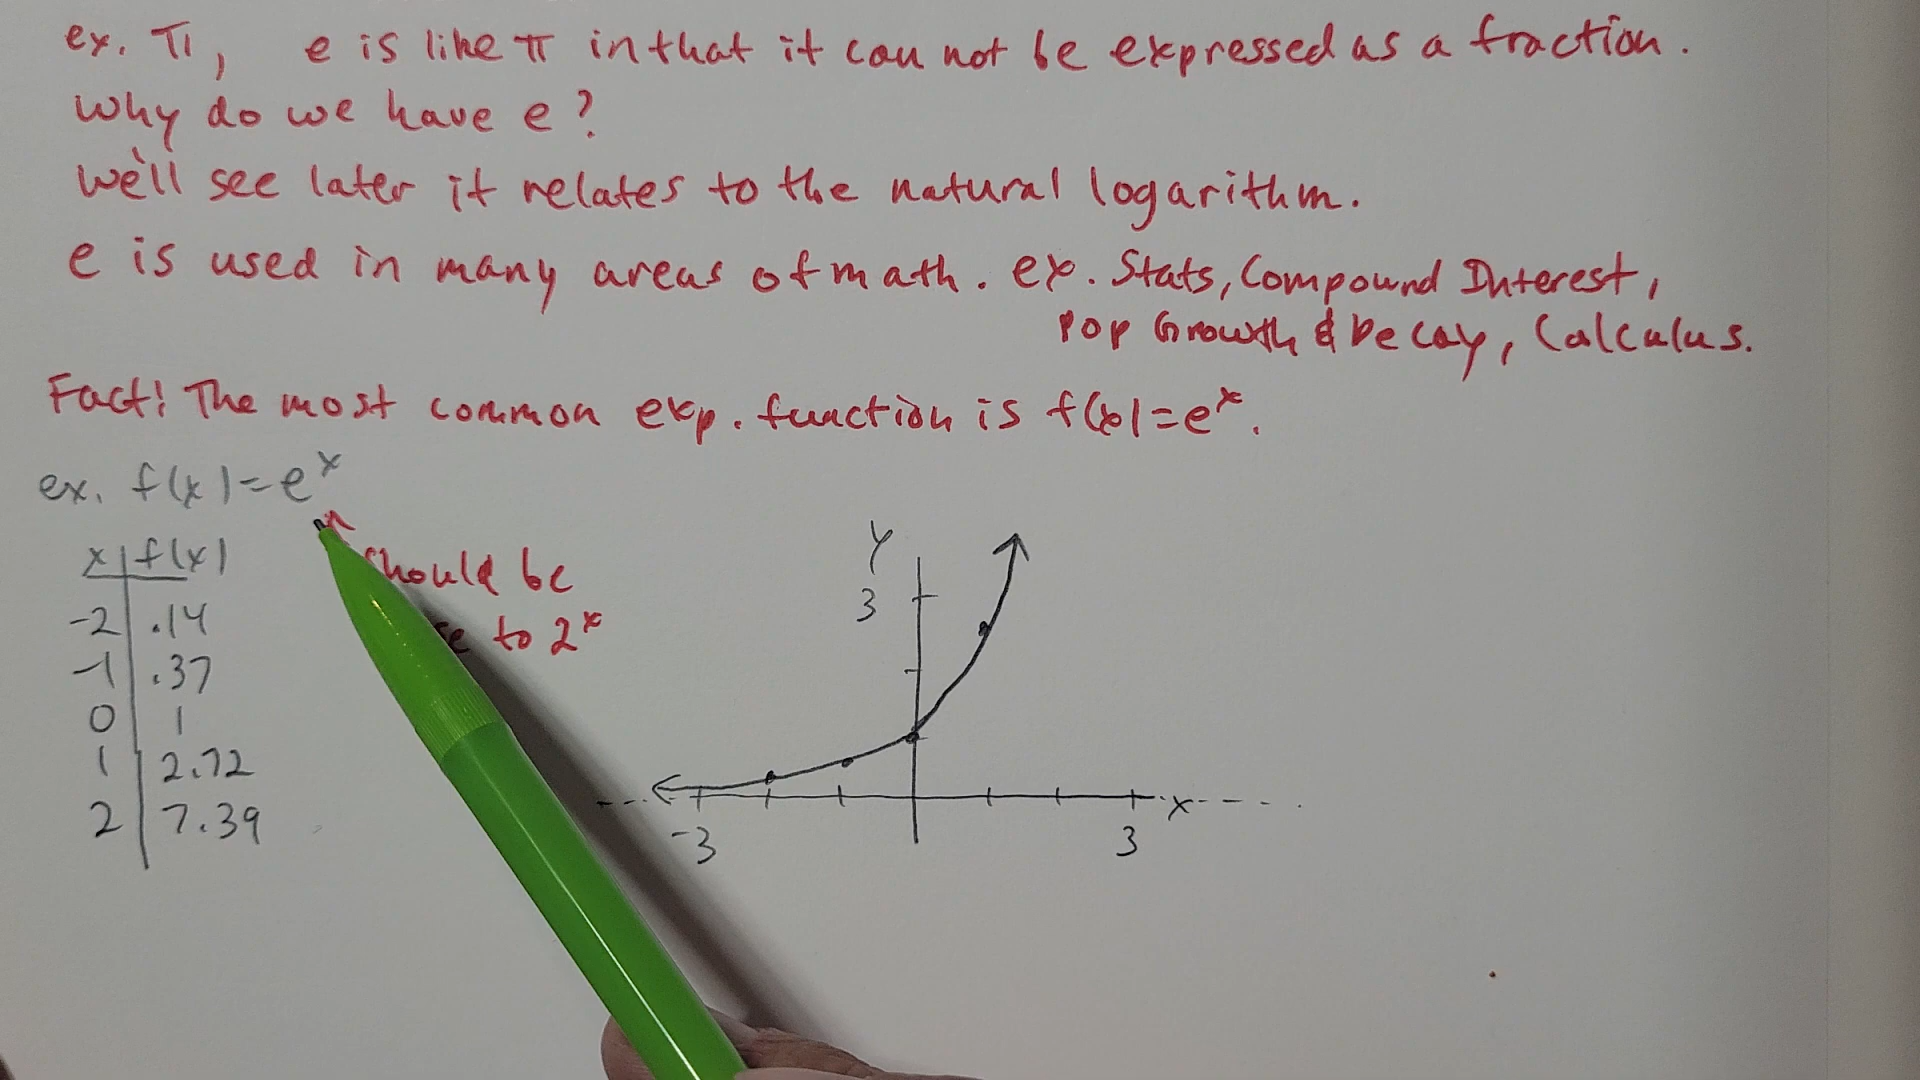 ex. π, e is like π in that it can not be expressed as a fraction.
Why do we have e?
We'll see later it relates to the natural logarithm.
e is used in many areas of math. ex. Stats, Compound Interest,
Pop Growth & Decay, Calculus.
Fact! The most common exp. function is f(x)=e^x.
ex. f(x)=e^x
x f(x)
-2 .14
-1 .37
0 1
1 2.72
2 7.39
should be
to 2^x
y
3
x
-3 3